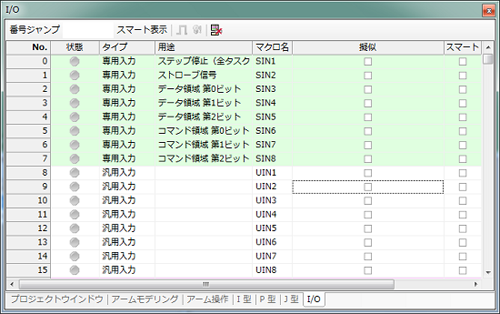 I/O
番号ジャンプ スマート表示
No. 状態 タイプ 用途 マクロ名 擬似 スマート
0 専用入力 ステップ停止（全タスク SIN1
1 専用入力 ストローブ信号 SIN2
2 専用入力 データ領域 第0ビット SIN3
3 専用入力 データ領域 第1ビット SIN4
4 専用入力 データ領域 第2ビット SIN5
5 専用入力 コマンド領域 第0ビット SIN6
6 専用入力 コマンド領域 第1ビット SIN7
7 専用入力 コマンド領域 第2ビット SIN8
8 汎用入力 UIN1
9 汎用入力 UIN2
10 汎用入力 UIN3
11 汎用入力 UIN4
12 汎用入力 UIN5
13 汎用入力 UIN6
14 汎用入力 UIN7
15 汎用入力 UIN8
プロジェクトウインドウ アームモデリング アーム操作 I 型 P 型 J 型 I/O